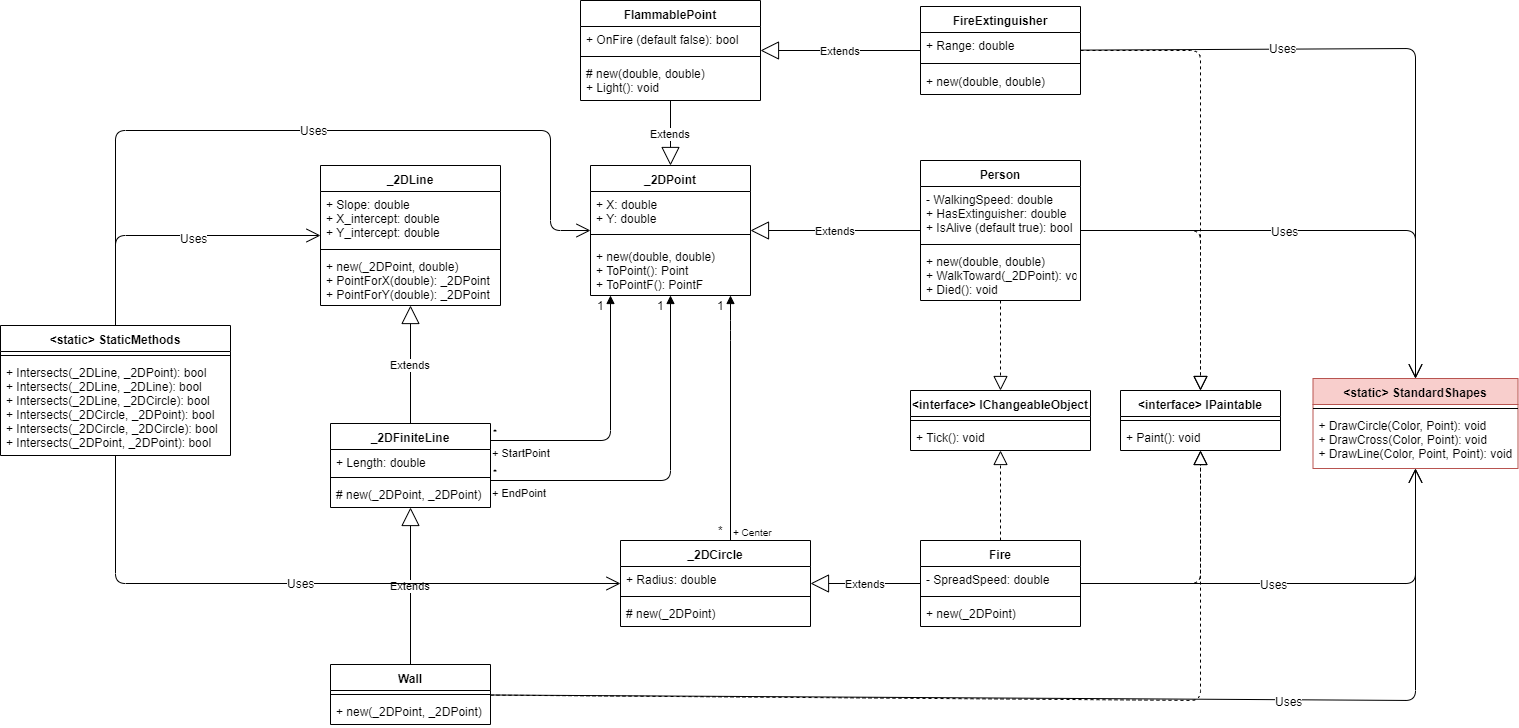 FlammablePoint
+ OnFire (default false): bool
# new(double, double)
+ Light(): void
FireExtinguisher
+ Range: double
+ new(double, double)
Extends
Uses
Extends
Uses
_2DLine
+ Slope: double
+ X_intercept: double
+ Y_intercept: double
+ new(_2DPoint, double)
+ PointForX(double): _2DPoint
+ PointForY(double): _2DPoint
_2DPoint
+ X: double
+ Y: double
+ new(double, double)
+ ToPoint(): Point
+ ToPointF(): PointF
Person
- WalkingSpeed: double
+ HasExtinguisher: double
+ IsAlive (default true): bool
+ new(double, double)
+ WalkToward(_2DPoint): vo
+ Died(): void
Uses
Extends
Uses
1
1
1
<static> StaticMethods
+ Intersects(_2DLine, _2DPoint): bool
+ Intersects(_2DLine, _2DLine): bool
+ Intersects(_2DLine, _2DCircle): bool
+ Intersects(_2DCircle, _2DPoint): bool
+ Intersects(_2DCircle, _2DCircle): bool
+ Intersects(_2DPoint, _2DPoint): bool
Extends
<interface> IChangeableObject
+ Tick(): void
<interface> IPaintable
+ Paint(): void
<static> StandardShapes
+ DrawCircle(Color, Point): void
+ DrawCross(Color, Point): void
+ DrawLine(Color, Point, Point): void
_2DFiniteLine
+ Length: double
# new(_2DPoint, _2DPoint)
*
+ StartPoint
*
+ EndPoint
* + Center
_2DCircle
+ Radius: double
# new(_2DPoint)
Fire
- SpreadSpeed: double
+ new(_2DPoint)
Uses
Extends
Extends
Uses
Wall
+ new(_2DPoint, _2DPoint)
Uses